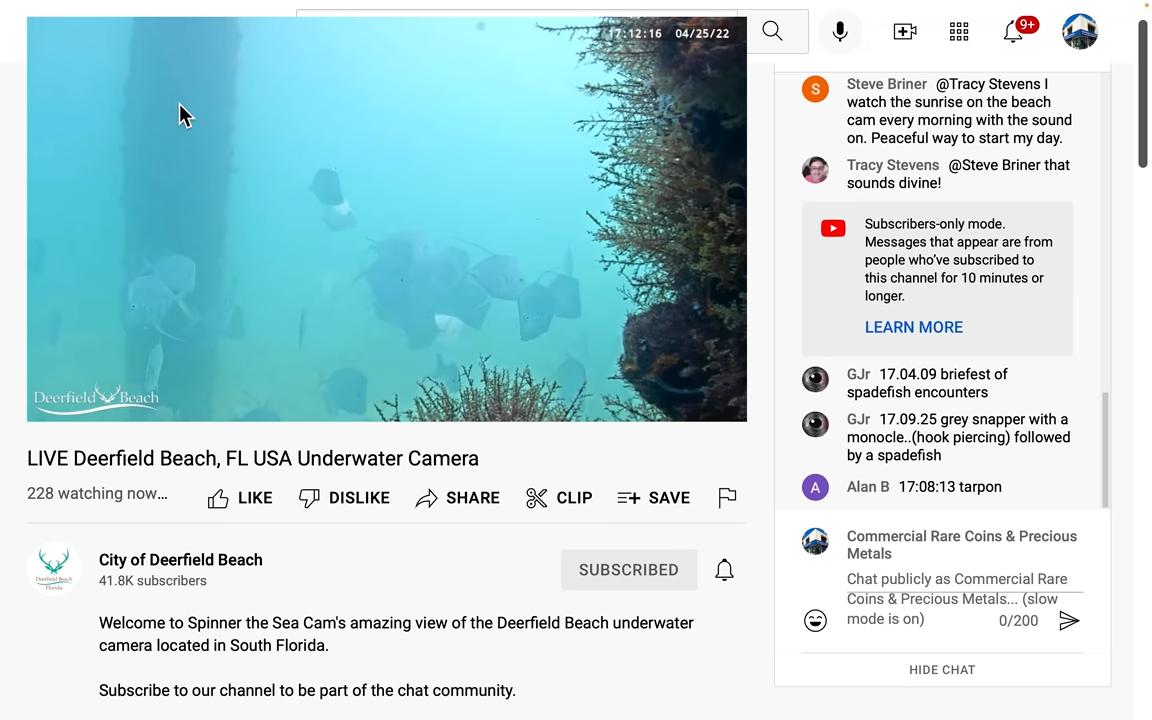 17:12:16 04/25/22
9+
Deerfield Beach
LIVE Deerfield Beach, FL USA Underwater Camera
228 watching now...
LIKE
DISLIKE
SHARE
CLIP
SAVE
Deerfield Beach
Florida
City of Deerfield Beach
41.8K subscribers
SUBSCRIBED
Welcome to Spinner the Sea Cam's amazing view of the Deerfield Beach underwater
camera located in South Florida.
Subscribe to our channel to be part of the chat community.
S
Steve Briner @Tracy Stevens I
watch the sunrise on the beach
cam every morning with the sound
on. Peaceful way to start my day.
Tracy Stevens @Steve Briner that
sounds divine!
Subscribers-only mode.
Messages that appear are from
people who've subscribed to
this channel for 10 minutes or
longer.
LEARN MORE
GJr 17.04.09 briefest of
spadefish encounters
GJr 17.09.25 grey snapper with a
monocle..(hook piercing) followed
by a spadefish
A
Alan B 17:08:13 tarpon
Commercial Rare Coins & Precious
Metals
Chat publicly as Commercial Rare
Coins & Precious Metals... (slow
mode is on)
0/200
HIDE CHAT